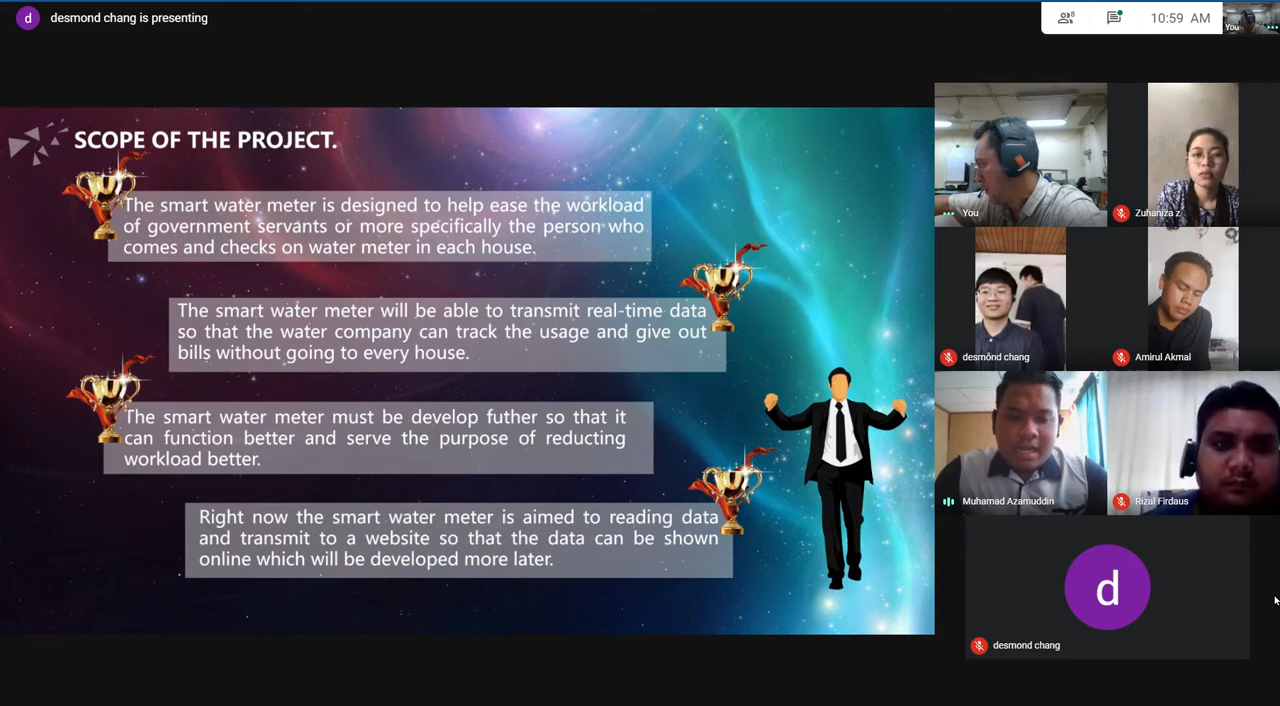 d desmond chang is presenting
8 10:59 AM
You
SCOPE OF THE PROJECT.
The smart water meter is designed to help ease the workload
of government servants or more specifically the person who
comes and checks on water meter in each house.
The smart water meter will be able to transmit real-time data
so that the water company can track the usage and give out
bills without going to every house.
The smart water meter must be develop futher so that it
can function better and serve the purpose of reducting
workload better.
Right now the smart water meter is aimed to reading data
and transmit to a website so that the data can be shown
online which will be developed more later.
You
Zuhaniza z
desmond chang
Amirul Akmal
Muhamad Azamuddin
Rizal Firdaus
d
desmond chang